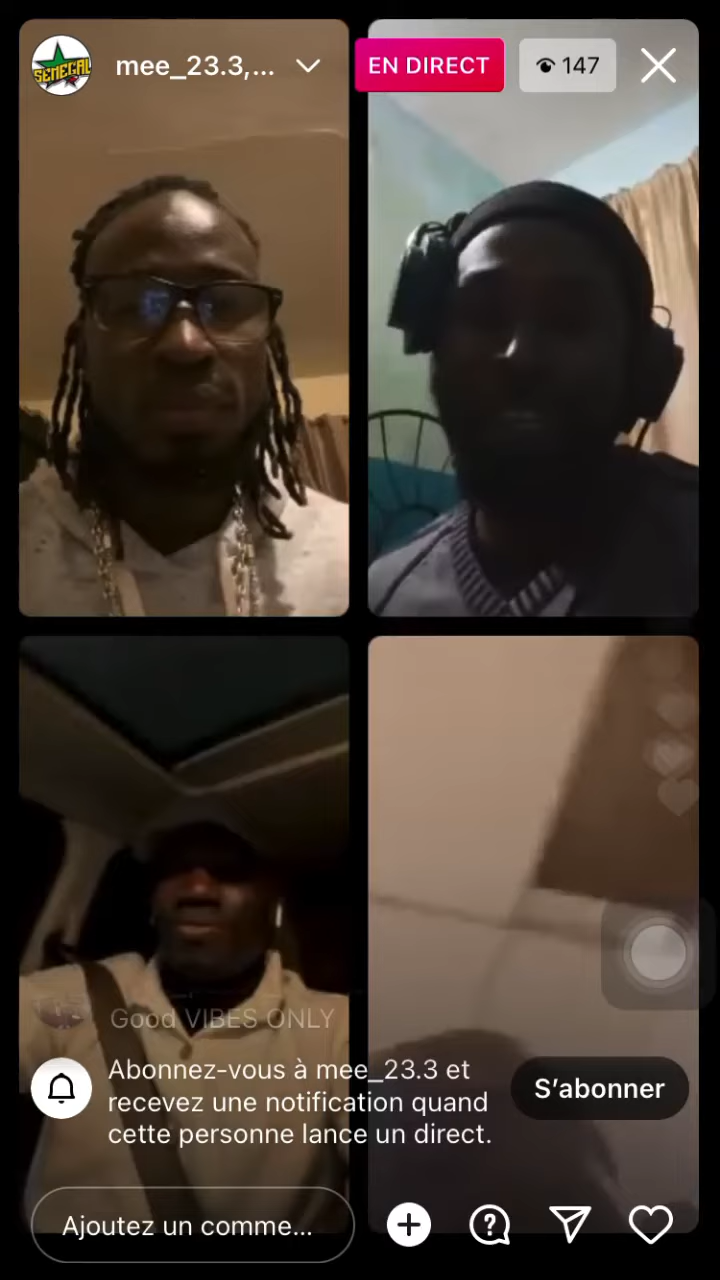 SENEGAL
mee_23.3,...
EN DIRECT
147
Good VIBES ONLY
Abonnez-vous à mee_23.3 et
recevez une notification quand
cette personne lance un direct.
S'abonner
Ajoutez un comme...